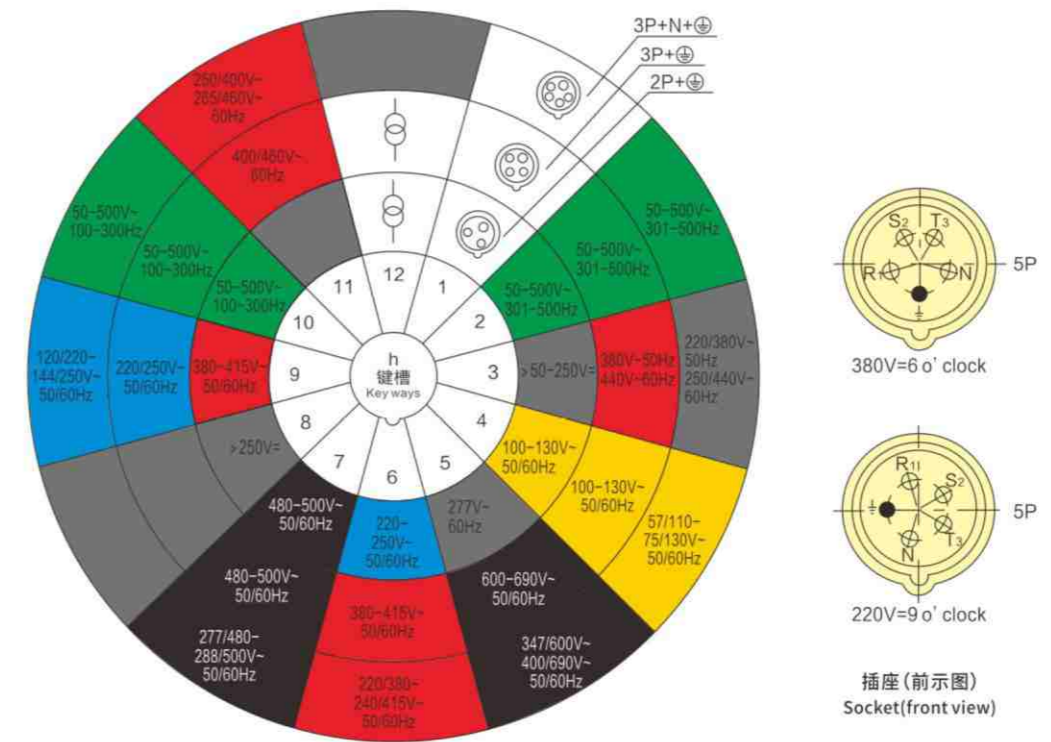 3P+N+⏚
3P+⏚
2P+⏚
250/400V~
265/460V~
60Hz
400/460V~
60Hz
50-500V~
100-300Hz
50-500V~
100-300Hz
50-500V~
100-300Hz
50-500V~
301-500Hz
50-500V~
301-500Hz
50-500V~
301-500Hz
11
12
1
10
2
9
3
8
4
7
6
5
h
键槽
Key ways
120/220~
144/250V~
50/60Hz
220/250V~
50/60Hz
380-415V~
50/60Hz
>50-250V=
380V~50Hz
440V~60Hz
220/380V~
50Hz
250/440V~
60Hz
>250V=
100-130V~
50/60Hz
100-130V~
50/60Hz
57/110-
75/130V~
50/60Hz
480-500V~
50/60Hz
480-500V~
50/60Hz
277/480-
288/500V~
50/60Hz
220-
250V~
50/60Hz
380-415V~
50/60Hz
220/380~
240/415V~
50/60Hz
277V~
60Hz
600-690V~
50/60Hz
347/600V~
400/690V~
50/60Hz
S2
T3
R1
N
5P
380V=6 o' clock
R1
S2
T3
N
5P
220V=9 o' clock
插座(前示图)
Socket(front view)